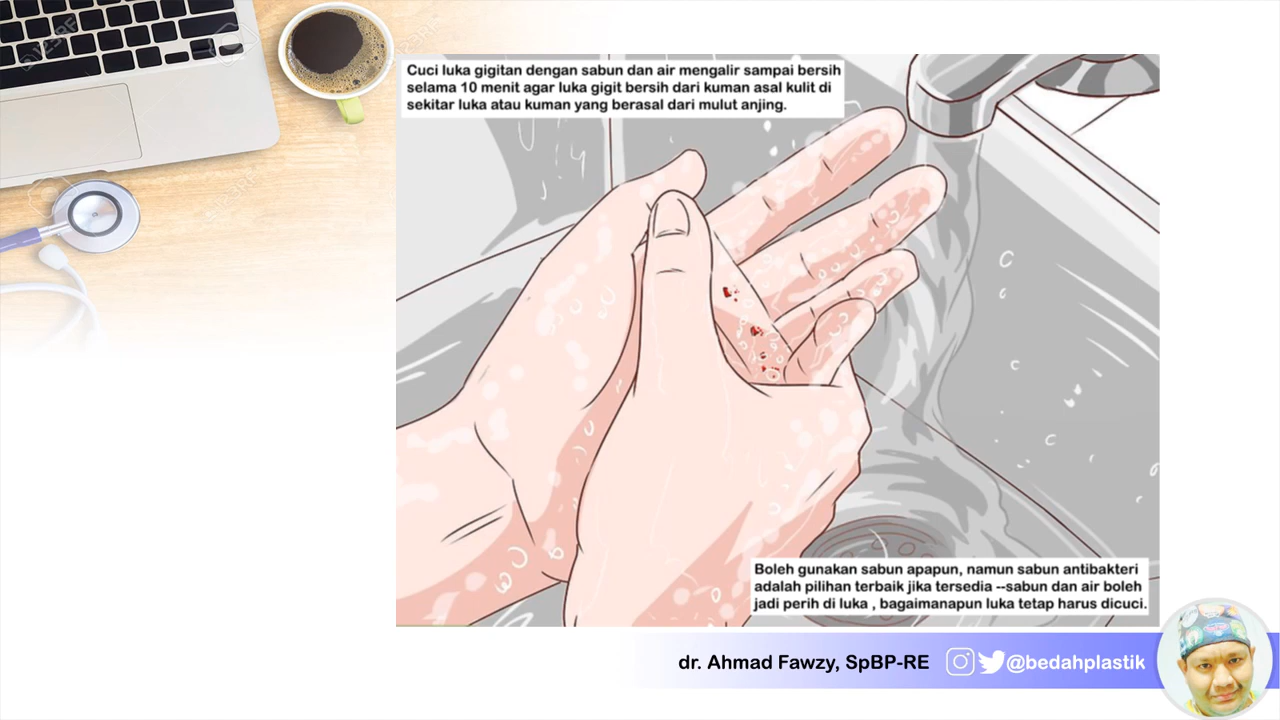 Cuci luka gigitan dengan sabun dan air mengalir sampai bersih
selama 10 menit agar luka gigit bersih dari kuman asal kulit di
sekitar luka atau kuman yang berasal dari mulut anjing.
Boleh gunakan sabun apapun, namun sabun antibakteri
adalah pilihan terbaik jika tersedia --sabun dan air boleh
jadi perih di luka , bagaimanapun luka tetap harus dicuci.
dr. Ahmad Fawzy, SpBP-RE @bedahplastik